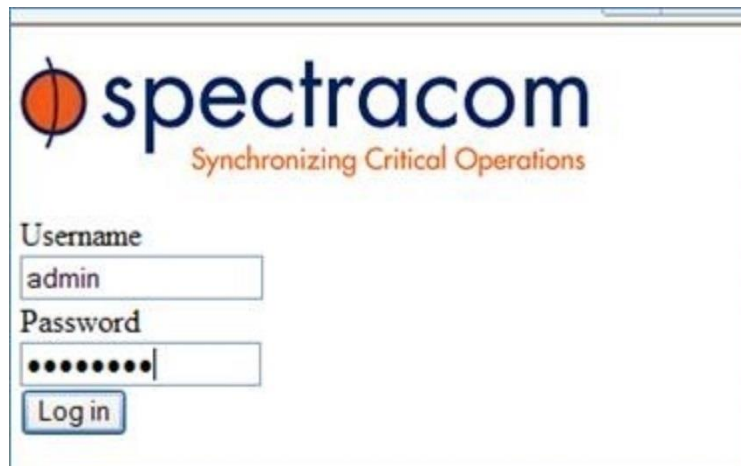 spectracom
Synchronizing Critical Operations
Username
admin
Password
••••••••
Log in